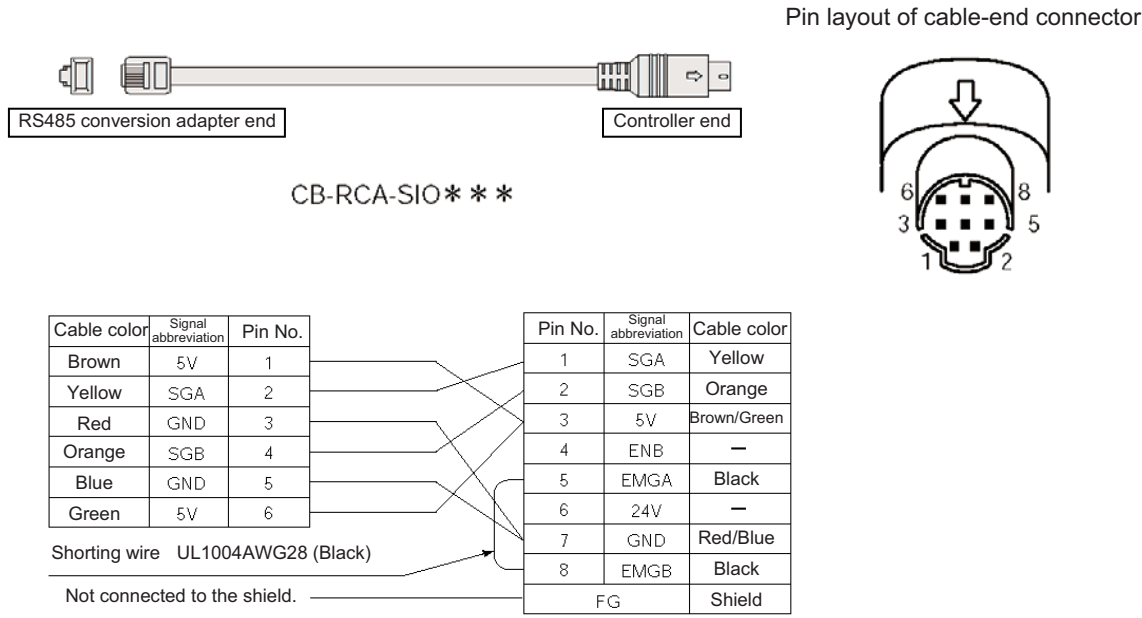 Pin layout of cable-end connector
RS485 conversion adapter end
Controller end
CB-RCA-SIO＊＊＊
6 8
3 5
1 2
Cable color Signal abbreviation Pin No.
Brown 5V 1
Yellow SGA 2
Red GND 3
Orange SGB 4
Blue GND 5
Green 5V 6
Pin No. Signal abbreviation Cable color
1 SGA Yellow
2 SGB Orange
3 5V Brown/Green
4 ENB —
5 EMGA Black
6 24V —
7 GND Red/Blue
8 EMGB Black
FG Shield
Shorting wire UL1004AWG28 (Black)
Not connected to the shield.